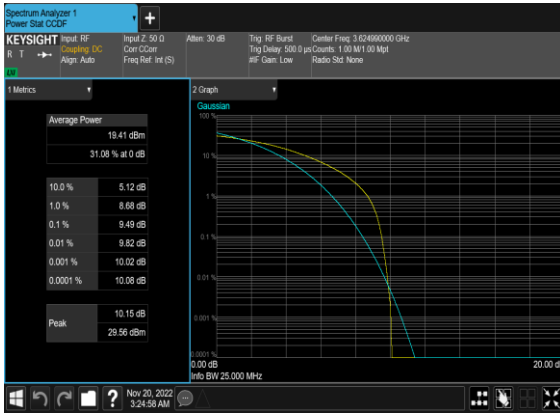 Spectrum Analyzer 1
Power Stat CCDF
KEYSIGHT
R T
Input: RF
Coupling: DC
Align: Auto
Input Z: 50 Ω
Corr CCorr
Freq Ref: Int (S)
Atten: 30 dB
Trig: RF Burst
Trig Delay: 500.0 µs
#IF Gain: Low
Center Freq: 3.624990000 GHz
Counts: 1.00 M/1.00 Mpt
Radio Std: None
1 Metrics
Average Power
19.41 dBm
31.08 % at 0 dB
10.0 % 5.12 dB
1.0 % 8.68 dB
0.1 % 9.49 dB
0.01 % 9.82 dB
0.001 % 10.02 dB
0.0001 % 10.08 dB
Peak
10.15 dB
29.56 dBm
2 Graph
Gaussian
100 %
10 %
1 %
0.1 %
0.01 %
0.001 %
0.0001 %
0.00 dB
20.00 d
Info BW 25.000 MHz
?
Nov 20, 2022
3:24:58 AM